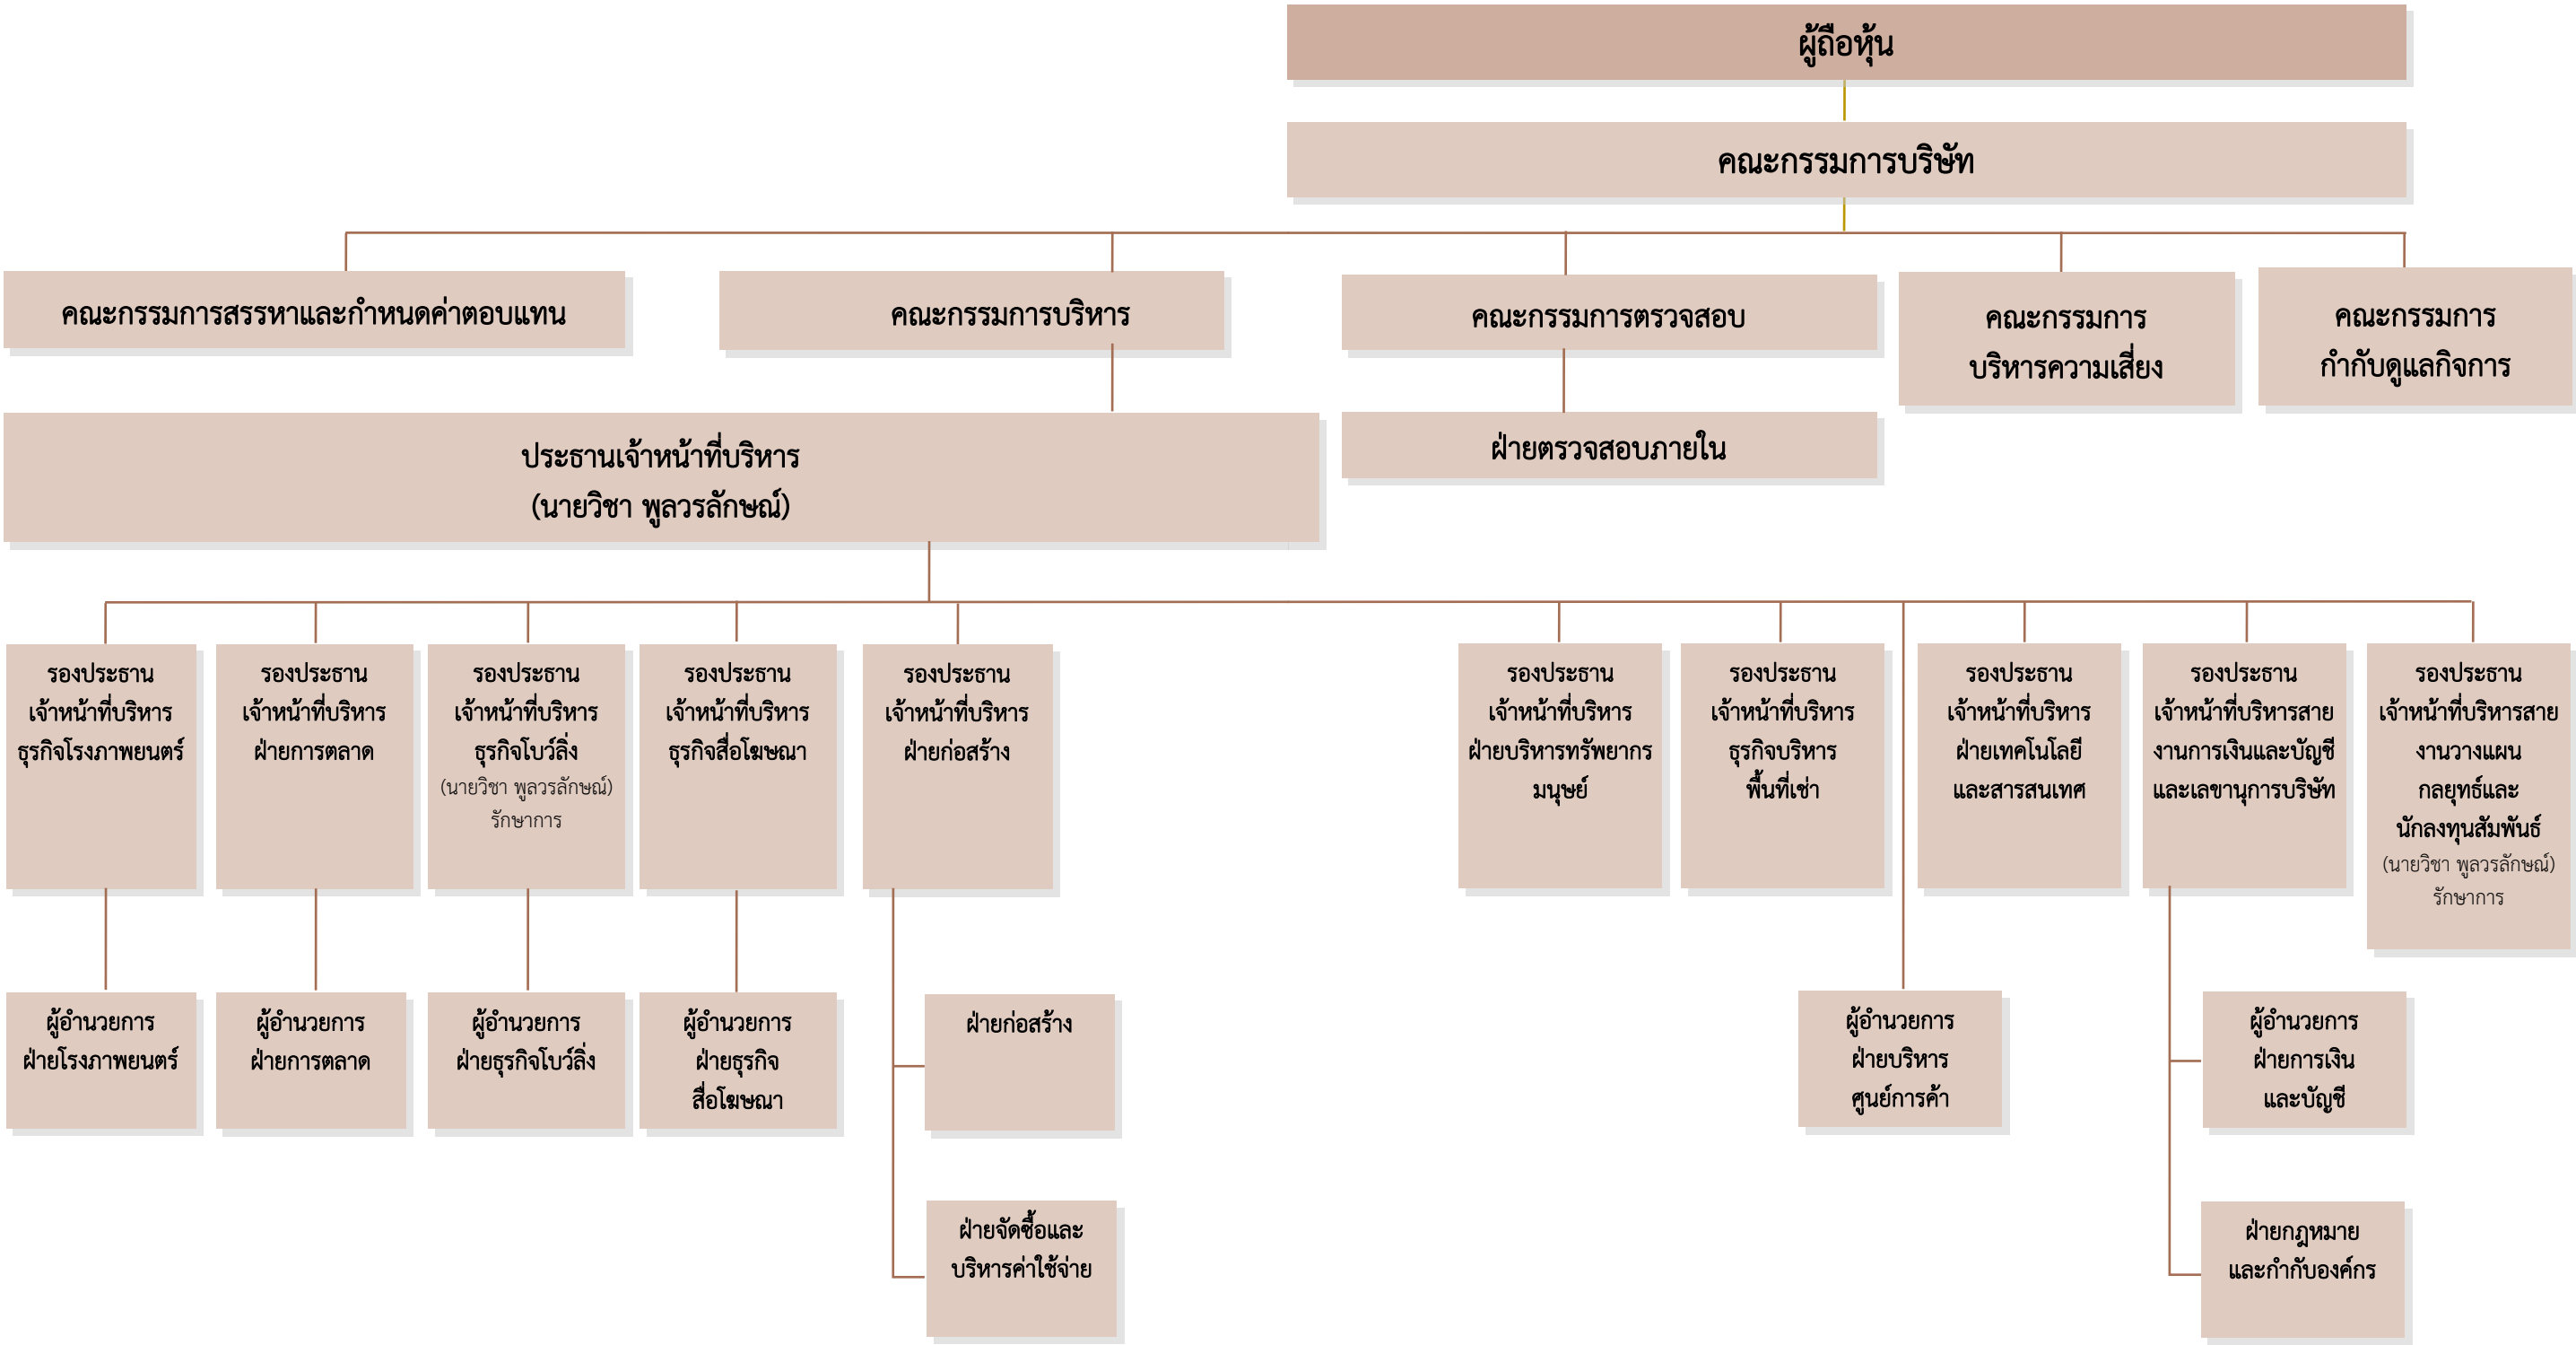 ผู้ถือหุ้น
คณะกรรมการบริษัท
คณะกรรมการสรรหาและกำหนดค่าตอบแทน
คณะกรรมการบริหาร
คณะกรรมการตรวจสอบ
คณะกรรมการ
บริหารความเสี่ยง
คณะกรรมการ
กำกับดูแลกิจการ
ประธานเจ้าหน้าที่บริหาร
(นายวิชา พูลวรลักษณ์)
ฝ่ายตรวจสอบภายใน
รองประธาน
เจ้าหน้าที่บริหาร
ธุรกิจโรงภาพยนตร์
รองประธาน
เจ้าหน้าที่บริหาร
ฝ่ายการตลาด
รองประธาน
เจ้าหน้าที่บริหาร
ธุรกิจโบว์ลิ่ง
(นายวิชา พูลวรลักษณ์)
รักษาการ
รองประธาน
เจ้าหน้าที่บริหาร
ธุรกิจสื่อโฆษณา
รองประธาน
เจ้าหน้าที่บริหาร
ฝ่ายก่อสร้าง
รองประธาน
เจ้าหน้าที่บริหาร
ฝ่ายบริหารทรัพยากร
มนุษย์
รองประธาน
เจ้าหน้าที่บริหาร
ธุรกิจบริหาร
พื้นที่เช่า
รองประธาน
เจ้าหน้าที่บริหาร
ฝ่ายเทคโนโลยี
และสารสนเทศ
รองประธาน
เจ้าหน้าที่บริหารสาย
งานการเงินและบัญชี
และเลขานุการบริษัท
รองประธาน
เจ้าหน้าที่บริหารสาย
งานวางแผน
กลยุทธ์และ
นักลงทุนสัมพันธ์
(นายวิชา พูลวรลักษณ์)
รักษาการ
ผู้อำนวยการ
ฝ่ายโรงภาพยนตร์
ผู้อำนวยการ
ฝ่ายการตลาด
ผู้อำนวยการ
ฝ่ายธุรกิจโบว์ลิ่ง
ผู้อำนวยการ
ฝ่ายธุรกิจ
สื่อโฆษณา
ฝ่ายก่อสร้าง
ผู้อำนวยการ
ฝ่ายบริหาร
ศูนย์การค้า
ผู้อำนวยการ
ฝ่ายการเงิน
และบัญชี
ฝ่ายจัดซื้อและ
บริหารค่าใช้จ่าย
ฝ่ายกฎหมาย
และกำกับองค์กร